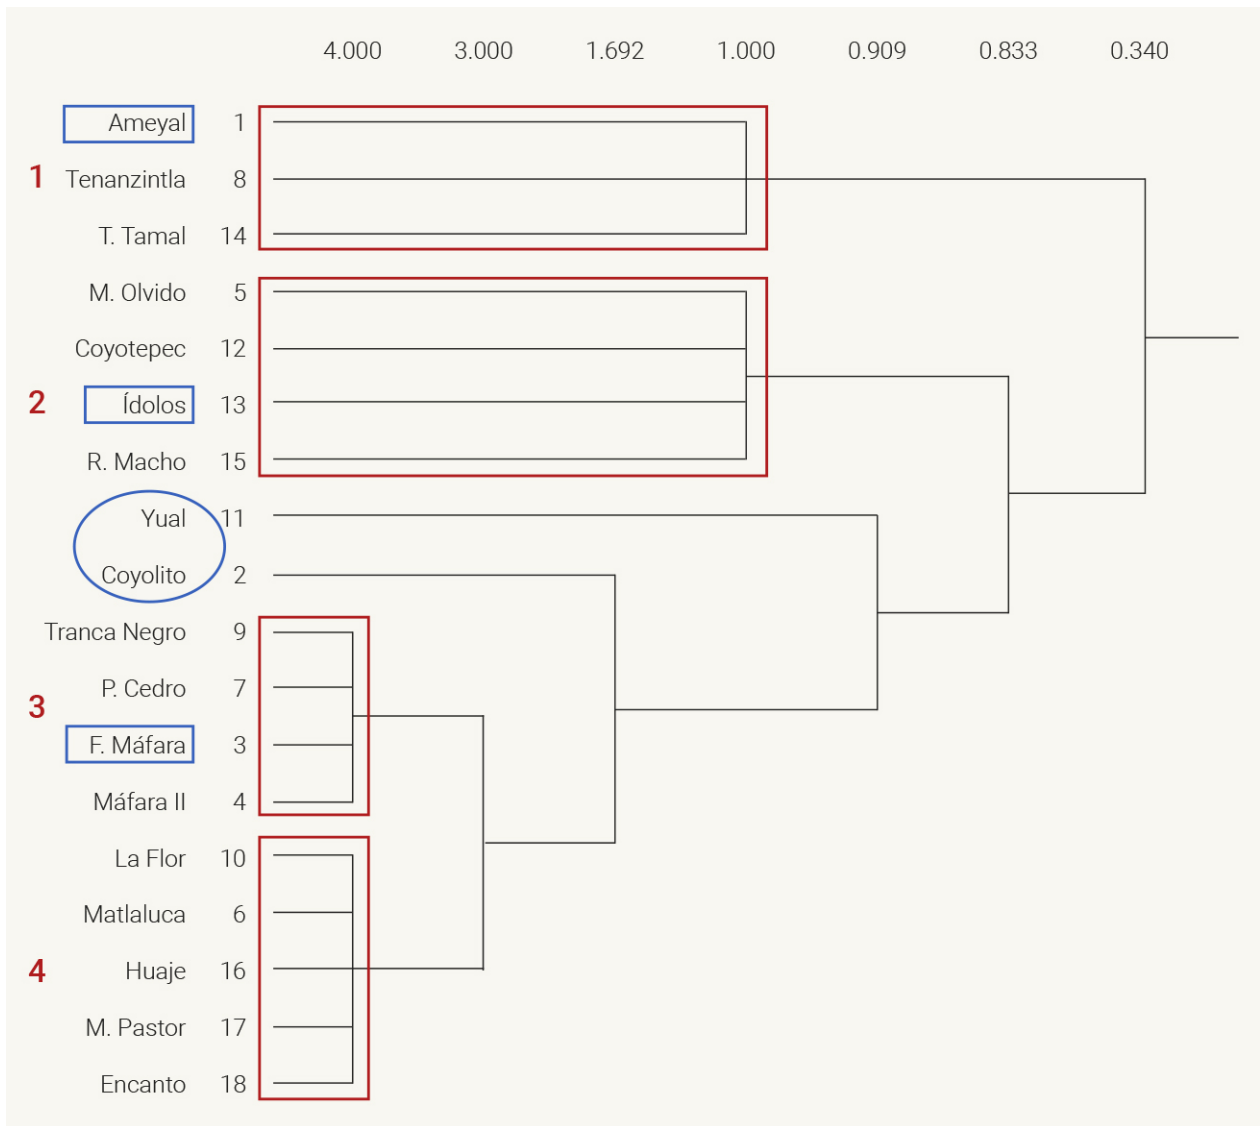 4.000 3.000 1.692 1.000 0.909 0.833 0.340
Ameyal 1
1 Tenanzintla 8
T. Tamal 14
M. Olvido 5
Coyotepec 12
2 Ídolos 13
R. Macho 15
Yual 11
Coyolito 2
Tranca Negro 9
P. Cedro 7
3
F. Máfara 3
Máfara II 4
La Flor 10
Matlaluca 6
4 Huaje 16
M. Pastor 17
Encanto 18